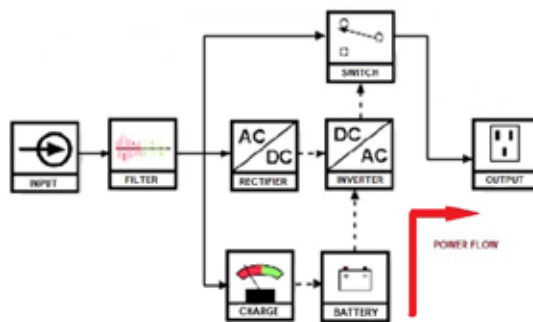 SWITCH
AC
DC
DC
AC
INPUT
FILTER
RECTIFIER
INVERTER
OUTPUT
POWER FLOW
CHARGE
BATTERY